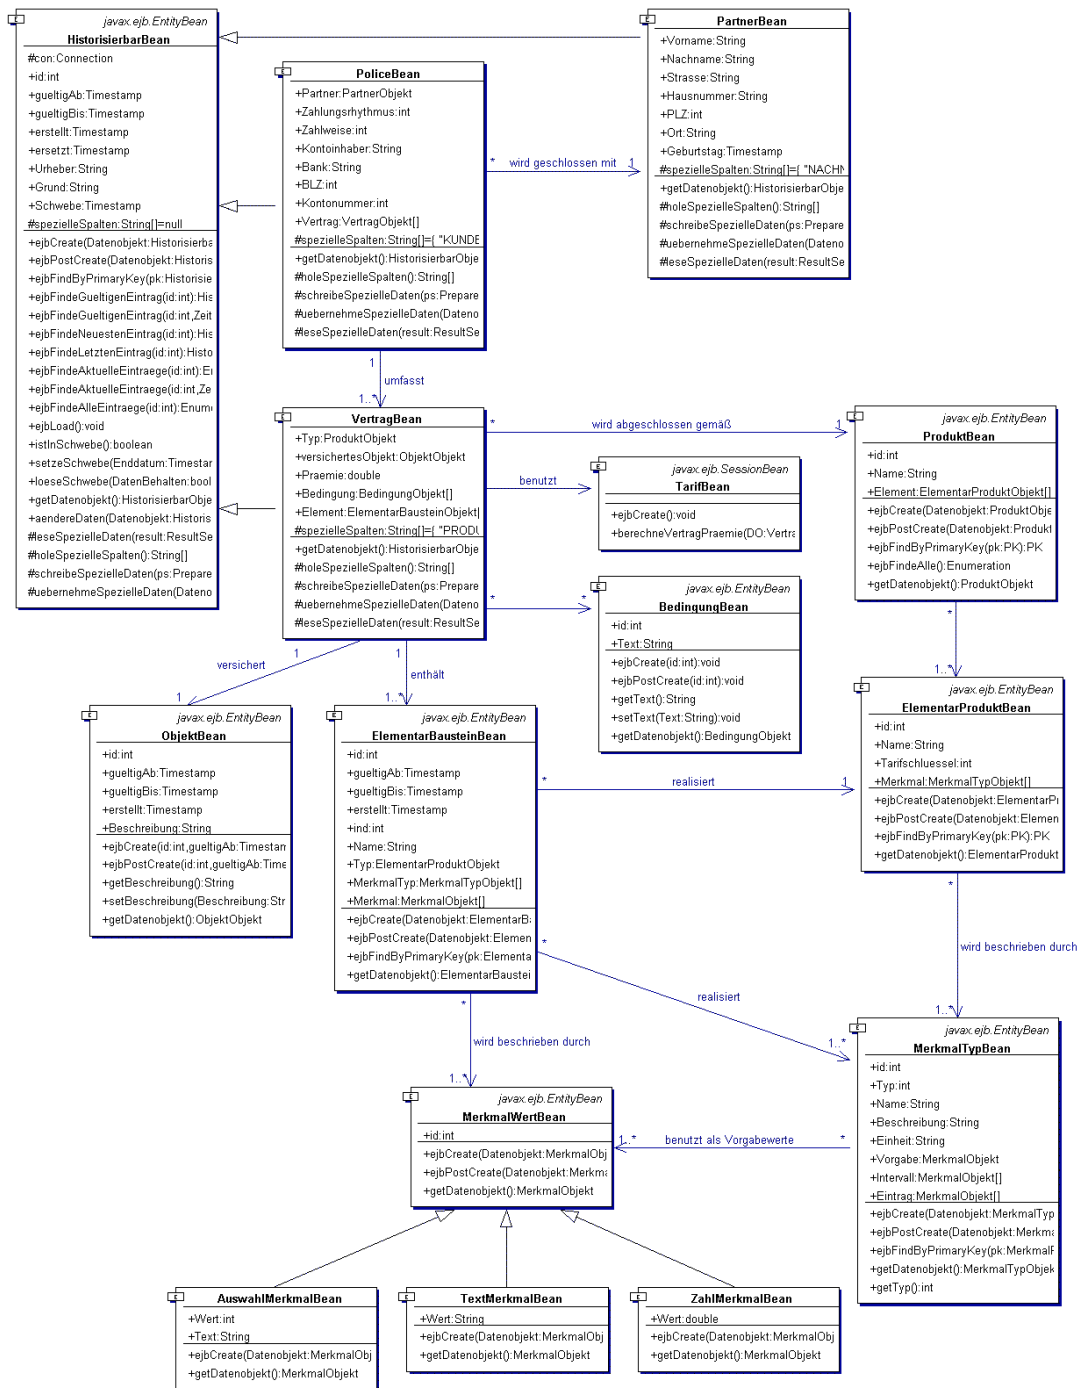 javax.ejb.EntityBean
HistorisierbarBean
#con:Connection
+id:int
+gueltigAb:Timestamp
+gueltigBis:Timestamp
+erstellt:Timestamp
+ersetzt:Timestamp
+Urheber:String
+Grund:String
+Schwebe:Timestamp
#spezielleSpalten:String[]=null
+ejbCreate(Datenobjekt:Historisierba
+ejbPostCreate(Datenobjekt:Historis
+ejbFindByPrimaryKey(pk:Historisie
+ejbFindeGueltigenEintrag(id:int):His
+ejbFindeGueltigenEintrag(id:int,Zeit
+ejbFindeNeuestenEintrag(id:int):His
+ejbFindeLetztenEintrag(id:int):Histo
+ejbFindeAktuelleEintraege(id:int):Er
+ejbFindeAktuelleEintraege(id:int,Ze
+ejbFindeAlleEintraege(id:int):Enum
+ejbLoad():void
+istInSchwebe():boolean
+setzeSchwebe(Enddatum:Timestar
+loeseSchwebe(DatenBehalten:bool
+getDatenobjekt():HistorisierbarObje
+aendereDaten(Datenobjekt:Historis
#leseSpezielleDaten(result:ResultSe
#holeSpezielleSpalten():String[]
#schreibeSpezielleDaten(ps:Prepare
#uebernehmeSpezielleDaten(Dateno
PoliceBean
+Partner:PartnerObjekt
+Zahlungsrhythmus:int
+Zahlweise:int
+Kontoinhaber:String
+Bank:String
+BLZ:int
+Kontonummer:int
+Vertrag:VertragObjekt[]
#spezielleSpalten:String[]={ "KUNDE
+getDatenobjekt():HistorisierbarObje
#holeSpezielleSpalten():String[]
#schreibeSpezielleDaten(ps:Prepare
#uebernehmeSpezielleDaten(Dateno
#leseSpezielleDaten(result:ResultSe
PartnerBean
+Vorname:String
+Nachname:String
+Strasse:String
+Hausnummer:String
+PLZ:int
+Ort:String
+Geburtstag:Timestamp
#spezielleSpalten:String[]={ "NACHN
+getDatenobjekt():HistorisierbarObje
#holeSpezielleSpalten():String[]
#schreibeSpezielleDaten(ps:Prepare
#uebernehmeSpezielleDaten(Dateno
#leseSpezielleDaten(result:ResultSe
* wird geschlossen mit 1
1
umfasst
1..*
VertragBean
+Typ:ProduktObjekt
+versichertesObjekt:ObjektObjekt
+Praemie:double
+Bedingung:BedingungObjekt[]
+Element:ElementarBausteinObjekt[
#spezielleSpalten:String[]={ "PRODU
+getDatenobjekt():HistorisierbarObje
#holeSpezielleSpalten():String[]
#schreibeSpezielleDaten(ps:Prepare
#uebernehmeSpezielleDaten(Dateno
#leseSpezielleDaten(result:ResultSe
* wird abgeschlossen gemäß 1
benutzt
* *
javax.ejb.SessionBean
TarifBean
+ejbCreate():void
+berechneVertragPraemie(DO:Vertra
javax.ejb.EntityBean
BedingungBean
+id:int
+Text:String
+ejbCreate(id:int):void
+ejbPostCreate(id:int):void
+getText():String
+setText(Text:String):void
+getDatenobjekt():BedingungObjekt
javax.ejb.EntityBean
ProduktBean
+id:int
+Name:String
+Element:ElementarProduktObjekt[]
+ejbCreate(Datenobjekt:ProduktObje
+ejbPostCreate(Datenobjekt:Produkt
+ejbFindByPrimaryKey(pk:PK):PK
+ejbFindeAlle():Enumeration
+getDatenobjekt():ProduktObjekt
*
1..*
1
versichert
1
1
enthält
1..*
javax.ejb.EntityBean
ObjektBean
+id:int
+gueltigAb:Timestamp
+gueltigBis:Timestamp
+erstellt:Timestamp
+Beschreibung:String
+ejbCreate(id:int,gueltigAb:Timestam
+ejbPostCreate(id:int,gueltigAb:Time
+getBeschreibung():String
+setBeschreibung(Beschreibung:Str
+getDatenobjekt():ObjektObjekt
javax.ejb.EntityBean
ElementarBausteinBean
+id:int
+gueltigAb:Timestamp
+gueltigBis:Timestamp
+erstellt:Timestamp
+ind:int
+Name:String
+Typ:ElementarProduktObjekt
+MerkmalTyp:MerkmalTypObjekt[]
+Merkmal:MerkmalObjekt[]
+ejbCreate(Datenobjekt:ElementarB
+ejbPostCreate(Datenobjekt:Elemen
+ejbFindByPrimaryKey(pk:Elementa
+getDatenobjekt():ElementarBaustei
* realisiert 1
javax.ejb.EntityBean
ElementarProduktBean
+id:int
+Name:String
+Tarifschluessel:int
+Merkmal:MerkmalTypObjekt[]
+ejbCreate(Datenobjekt:ElementarPr
+ejbPostCreate(Datenobjekt:Elemen
+ejbFindByPrimaryKey(pk:PK):PK
+getDatenobjekt():ElementarProdukt
*
wird beschrieben durch
1..*
*
realisiert
1..*
*
wird beschrieben durch
1..*
javax.ejb.EntityBean
MerkmalWertBean
+id:int
+ejbCreate(Datenobjekt:MerkmalObj
+ejbPostCreate(Datenobjekt:Merkma
+getDatenobjekt():MerkmalObjekt
1..* benutzt als Vorgabewerte *
javax.ejb.EntityBean
MerkmalTypBean
+id:int
+Typ:int
+Name:String
+Beschreibung:String
+Einheit:String
+Vorgabe:MerkmalObjekt
+Intervall:MerkmalObjekt[]
+Eintrag:MerkmalObjekt[]
+ejbCreate(Datenobjekt:MerkmalTyp
+ejbPostCreate(Datenobjekt:Merkma
+ejbFindByPrimaryKey(pk:MerkmalP
+getDatenobjekt():MerkmalTypObjek
+getTyp():int
AuswahlMerkmalBean
+Wert:int
+Text:String
+ejbCreate(Datenobjekt:MerkmalObj
+getDatenobjekt():MerkmalObjekt
TextMerkmalBean
+Wert:String
+ejbCreate(Datenobjekt:MerkmalObj
+getDatenobjekt():MerkmalObjekt
ZahlMerkmalBean
+Wert:double
+ejbCreate(Datenobjekt:MerkmalObj
+getDatenobjekt():MerkmalObjekt